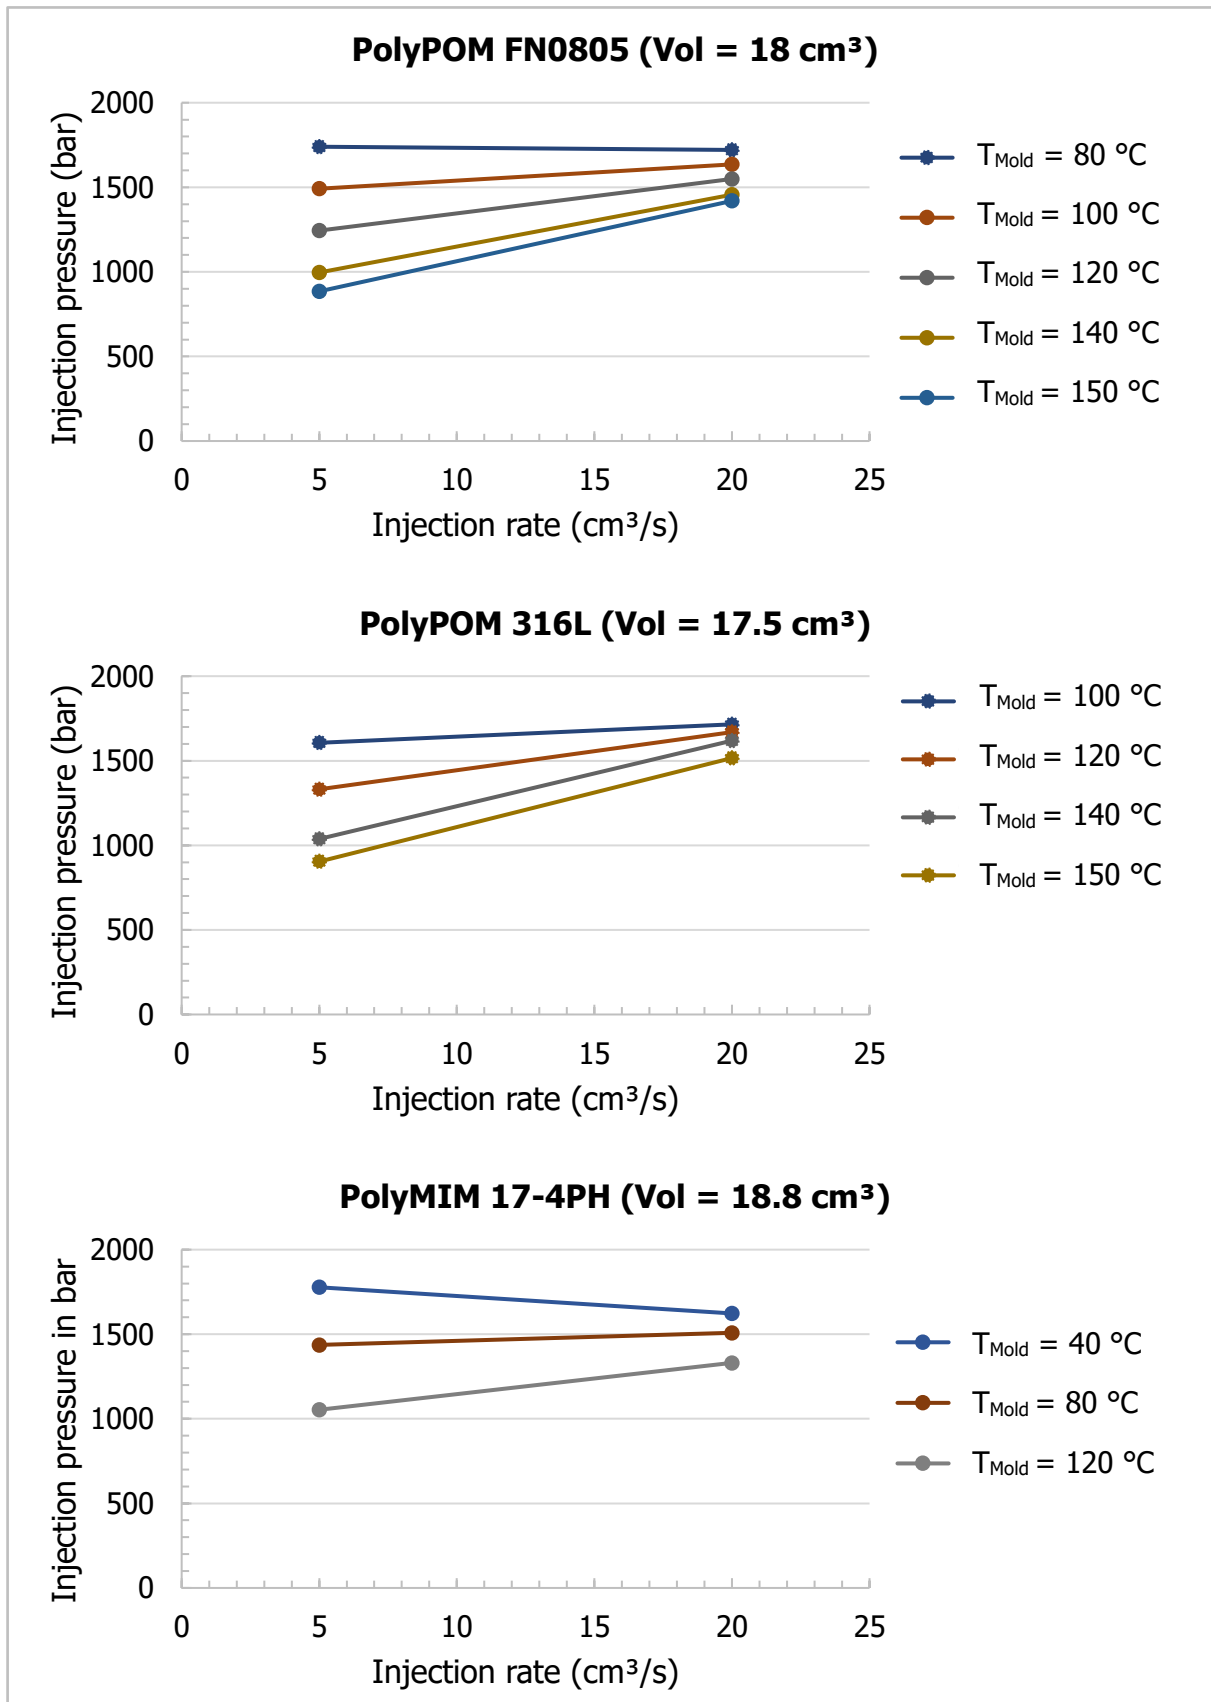 PolyPOM FN0805 (Vol = 18 cm³)
Injection pressure (bar)
2000
1500
1000
500
0
0 5 10 15 20 25
Injection rate (cm³/s)
TMold = 80 °C
TMold = 100 °C
TMold = 120 °C
TMold = 140 °C
TMold = 150 °C
PolyPOM 316L (Vol = 17.5 cm³)
Injection pressure (bar)
2000
1500
1000
500
0
0 5 10 15 20 25
Injection rate (cm³/s)
TMold = 100 °C
TMold = 120 °C
TMold = 140 °C
TMold = 150 °C
PolyMIM 17-4PH (Vol = 18.8 cm³)
Injection pressure in bar
2000
1500
1000
500
0
0 5 10 15 20 25
Injection rate (cm³/s)
TMold = 40 °C
TMold = 80 °C
TMold = 120 °C